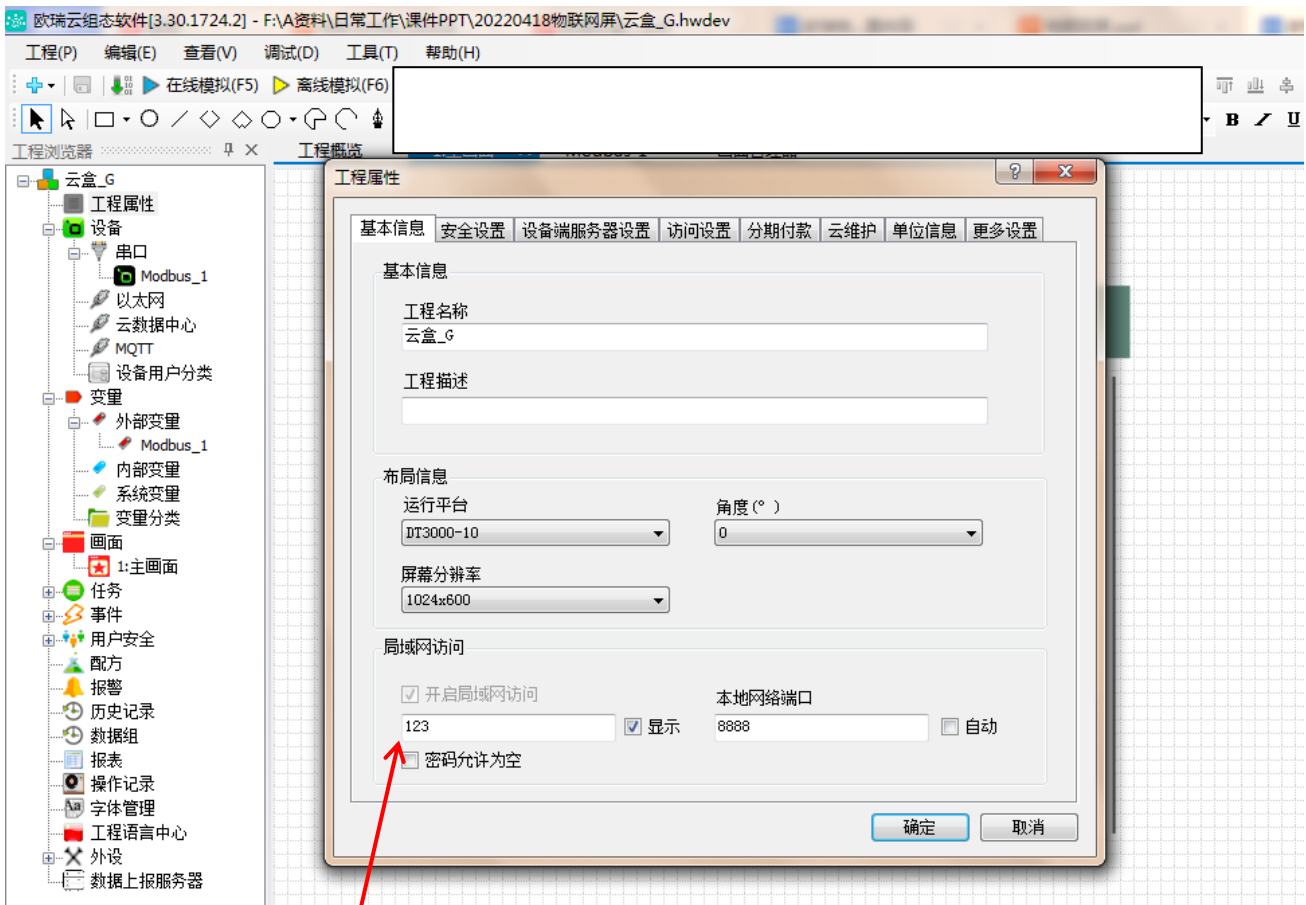 欧瑞云组态软件[3.30.1724.2] - F:\A资料\日常工作\课件PPT\20220418物联网屏\云盒_G.hwdev
工程(P) 编辑(E) 查看(V) 调试(D) 工具(T) 帮助(H)
在线模拟(F5) 离线模拟(F6)
B I U
工程浏览器
工程概览
云盒_G
工程属性
设备
串口
Modbus_1
以太网
云数据中心
MQTT
设备用户分类
变量
外部变量
Modbus_1
内部变量
系统变量
变量分类
画面
1:主画面
任务
事件
用户安全
配方
报警
历史记录
数据组
报表
操作记录
字体管理
工程语言中心
外设
数据上报服务器
工程属性
基本信息 安全设置 设备端服务器设置 访问设置 分期付款 云维护 单位信息 更多设置
基本信息
工程名称
云盒_G
工程描述
布局信息
运行平台 角度(° )
DT3000-10 0
屏幕分辨率
1024x600
局域网访问
开启局域网访问 本地网络端口
123 显示 8888 自动
密码允许为空
确定 取消